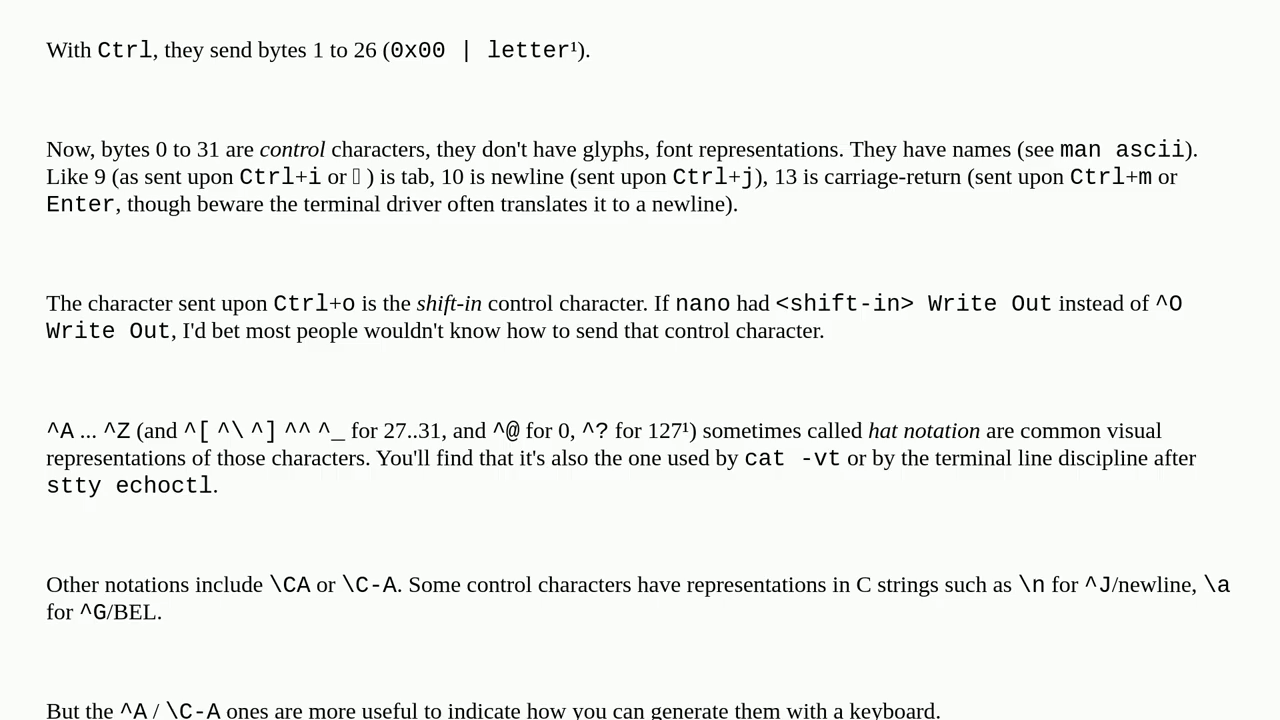 With Ctrl, they send bytes 1 to 26 (0x00 | letter¹).
Now, bytes 0 to 31 are control characters, they don't have glyphs, font representations. They have names (see man ascii).
Like 9 (as sent upon Ctrl+i or ) is tab, 10 is newline (sent upon Ctrl+j), 13 is carriage-return (sent upon Ctrl+m or
Enter, though beware the terminal driver often translates it to a newline).
The character sent upon Ctrl+o is the shift-in control character. If nano had <shift-in> Write Out instead of ^O
Write Out, I'd bet most people wouldn't know how to send that control character.
^A ... ^Z (and ^[ ^\ ^] ^^ ^_ for 27..31, and ^@ for 0, ^? for 127¹) sometimes called hat notation are common visual
representations of those characters. You'll find that it's also the one used by cat -vt or by the terminal line discipline after
stty echoctl.
Other notations include \CA or \C-A. Some control characters have representations in C strings such as \n for ^J/newline, \a
for ^G/BEL.
But the ^A / \C-A ones are more useful to indicate how you can generate them with a keyboard.